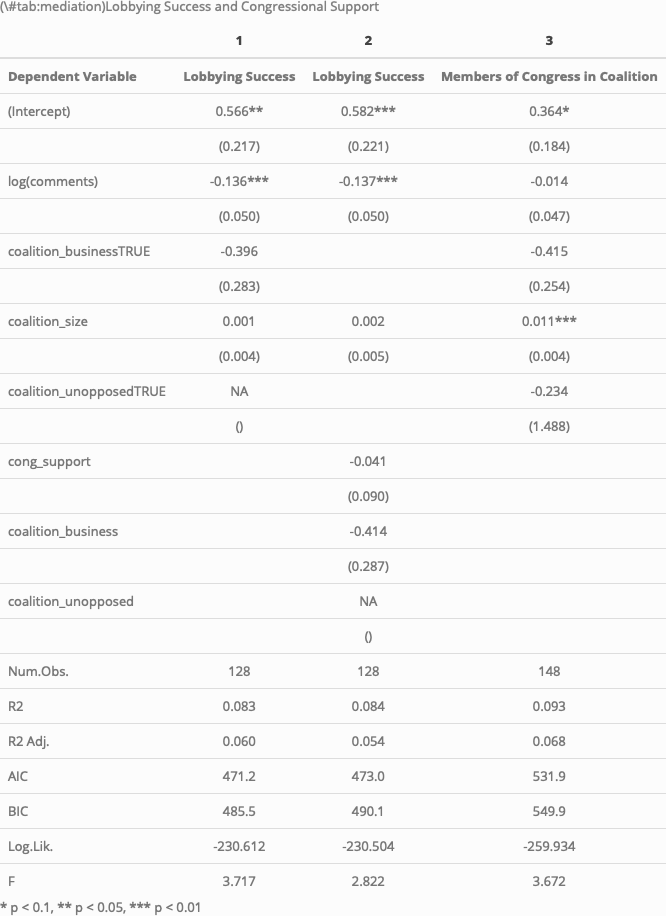 (\#tab:mediation)Lobbying Success and Congressional Support
1 2 3
Dependent Variable Lobbying Success Lobbying Success Members of Congress in Coalition
(Intercept) 0.566** 0.582*** 0.364*
(0.217) (0.221) (0.184)
log(comments) -0.136*** -0.137*** -0.014
(0.050) (0.050) (0.047)
coalition_businessTRUE -0.396 -0.415
(0.283) (0.254)
coalition_size 0.001 0.002 0.011***
(0.004) (0.005) (0.004)
coalition_unopposedTRUE NA -0.234
() (1.488)
cong_support -0.041
(0.090)
coalition_business -0.414
(0.287)
coalition_unopposed NA
()
Num.Obs. 128 128 148
R2 0.083 0.084 0.093
R2 Adj. 0.060 0.054 0.068
AIC 471.2 473.0 531.9
BIC 485.5 490.1 549.9
Log.Lik. -230.612 -230.504 -259.934
F 3.717 2.822 3.672
* p < 0.1, ** p < 0.05, *** p < 0.01